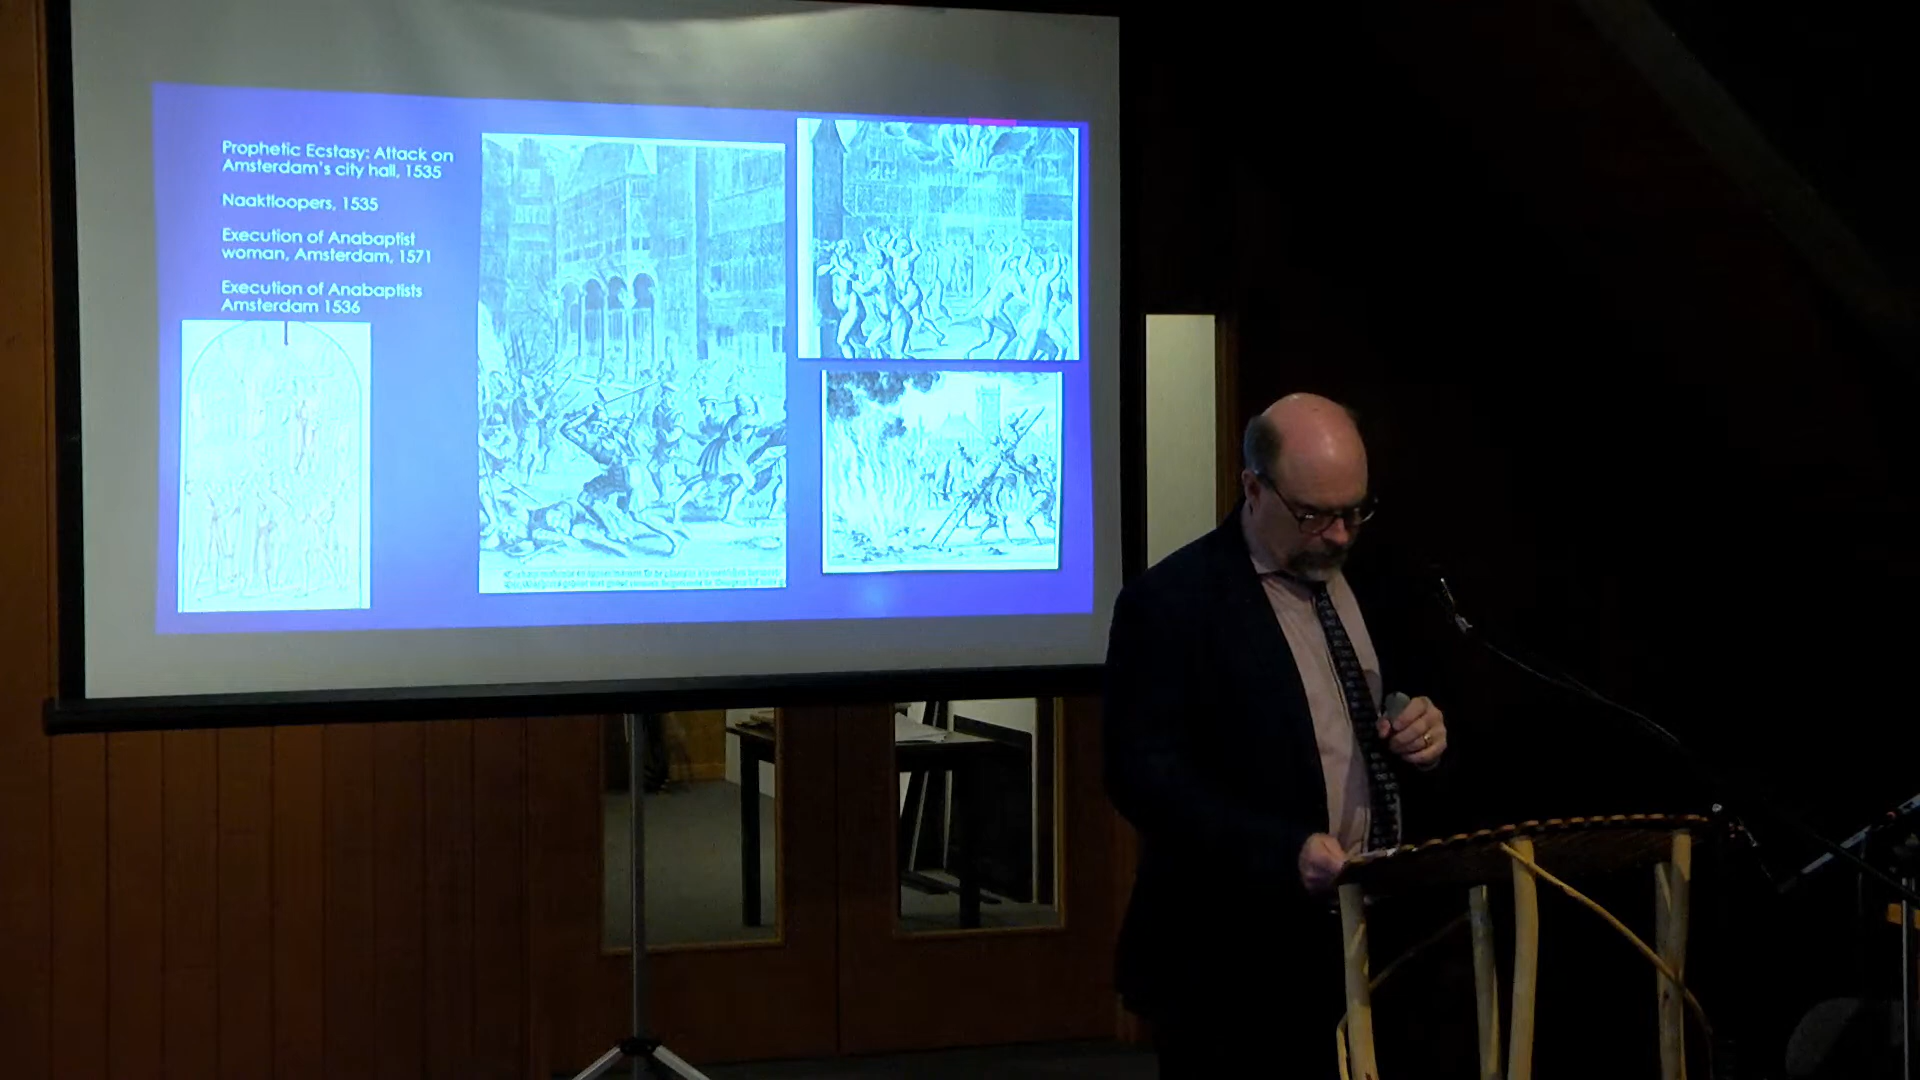 Prophetic Ecstasy: Attack on
Amsterdam's city hall, 1535
Naaktloopers, 1535
Execution of Anabaptist
woman, Amsterdam, 1571
Execution of Anabaptists
Amsterdam 1536